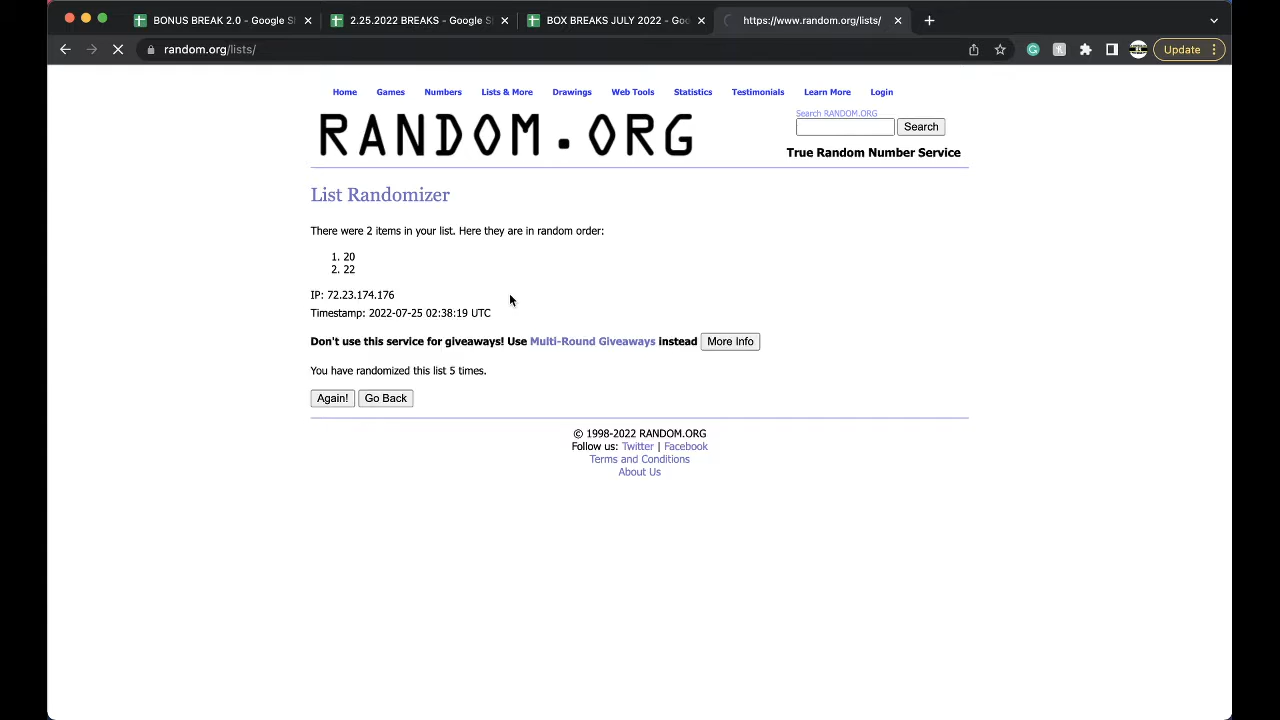 BONUS BREAK 2.0 - Google Sl
2.25.2022 BREAKS - Google Sl
BOX BREAKS JULY 2022 - Goo
https://www.random.org/lists/
random.org/lists/
Update
Home Games Numbers Lists & More Drawings Web Tools Statistics Testimonials Learn More Login
RANDOM.ORG
Search RANDOM.ORG
Search
True Random Number Service
List Randomizer
There were 2 items in your list. Here they are in random order:
1. 20
2. 22
IP: 72.23.174.176
Timestamp: 2022-07-25 02:38:19 UTC
Don't use this service for giveaways! Use Multi-Round Giveaways instead More Info
You have randomized this list 5 times.
Again! Go Back
© 1998-2022 RANDOM.ORG
Follow us: Twitter | Facebook
Terms and Conditions
About Us